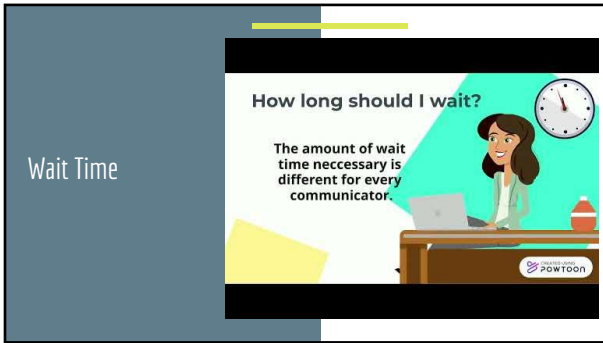 Wait Time
How long should I wait?
The amount of wait
time neccessary is
different for every
communicator.
CREATED USING
POWTOON